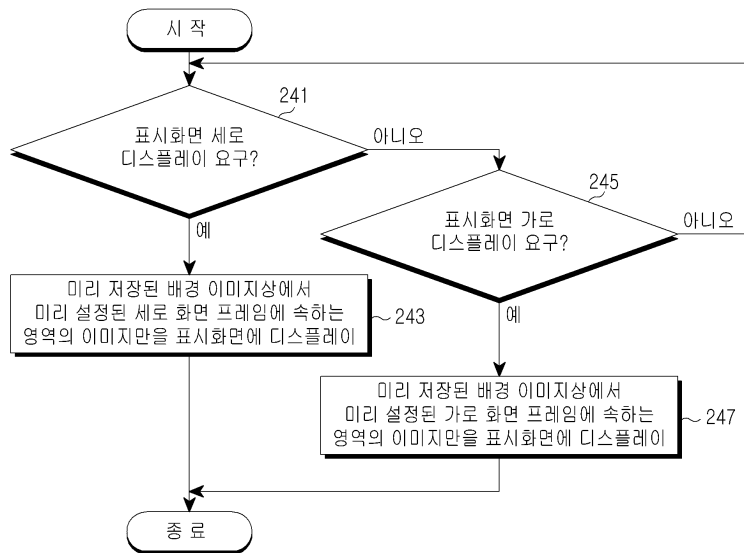 시 작
241
표시화면 세로
디스플레이 요구?
아니오
245
표시화면 가로
디스플레이 요구?
아니오
예
미리 저장된 배경 이미지상에서
미리 설정된 세로 화면 프레임에 속하는
영역의 이미지만을 표시화면에 디스플레이
243
예
미리 저장된 배경 이미지상에서
미리 설정된 가로 화면 프레임에 속하는
영역의 이미지만을 표시화면에 디스플레이
247
종 료